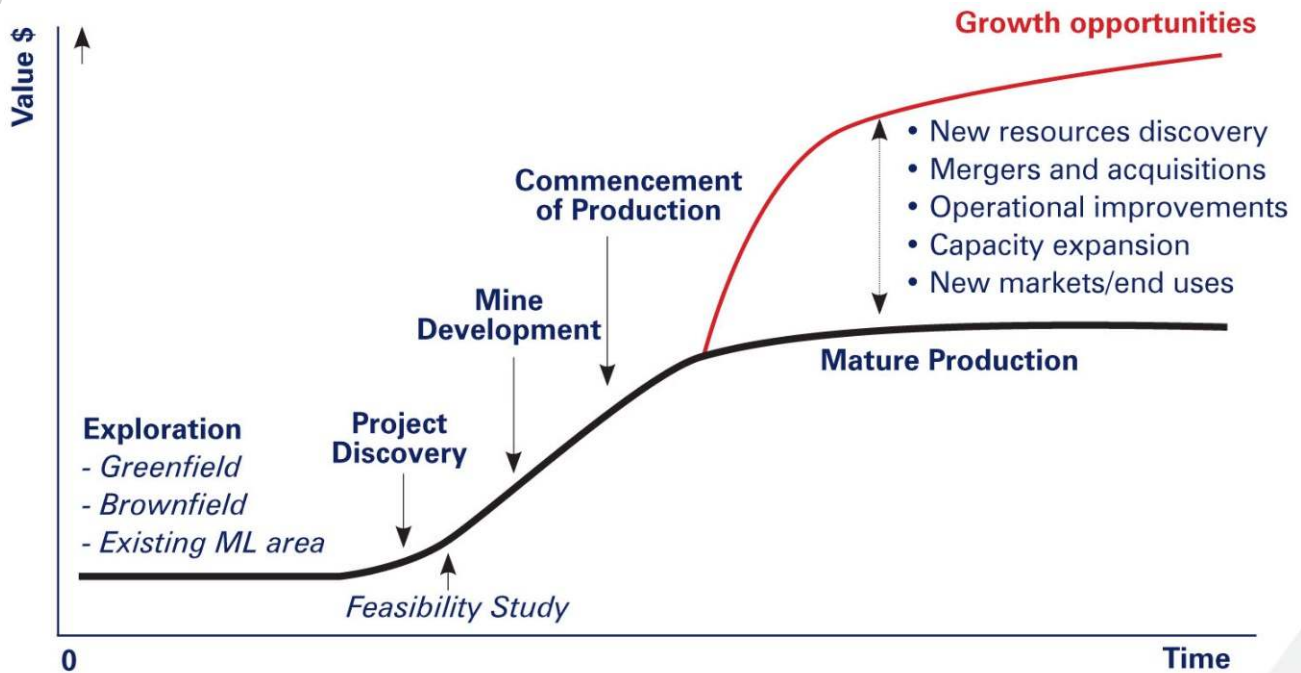 Value $
Growth opportunities
• New resources discovery
• Mergers and acquisitions
• Operational improvements
• Capacity expansion
• New markets/end uses
Commencement
of Production
Mine
Development
Mature Production
Project
Discovery
Exploration
- Greenfield
- Brownfield
- Existing ML area
Feasibility Study
0
Time